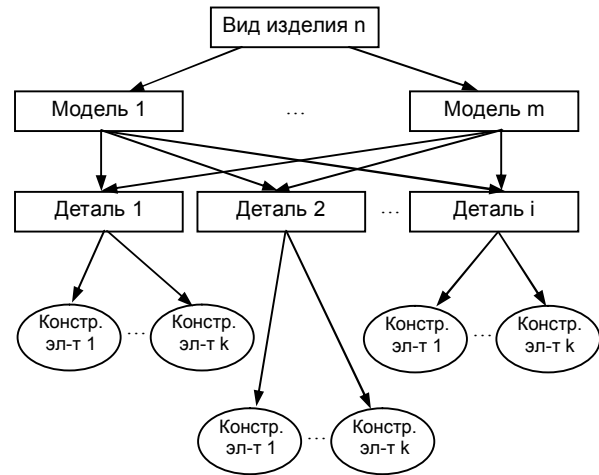 Вид изделия n
Модель 1
...
Модель m
Деталь 1
Деталь 2
...
Деталь i
Констр.
эл-т 1
...
Констр.
эл-т k
Констр.
эл-т 1
...
Констр.
эл-т k
Констр.
эл-т 1
...
Констр.
эл-т k